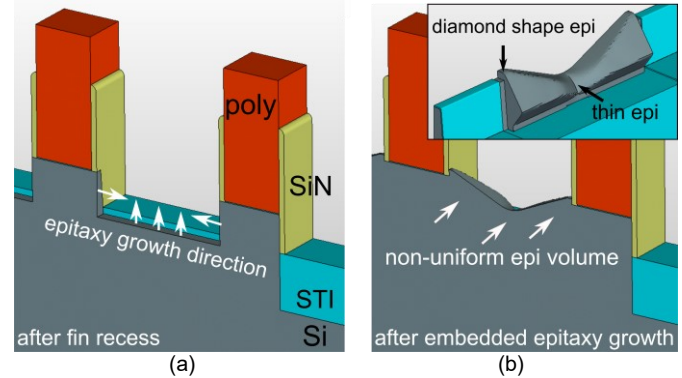 poly
SiN
epitaxy growth direction
STI
after fin recess
Si
(a)
diamond shape epi
thin epi
non-uniform epi volume
after embedded epitaxy growth
(b)